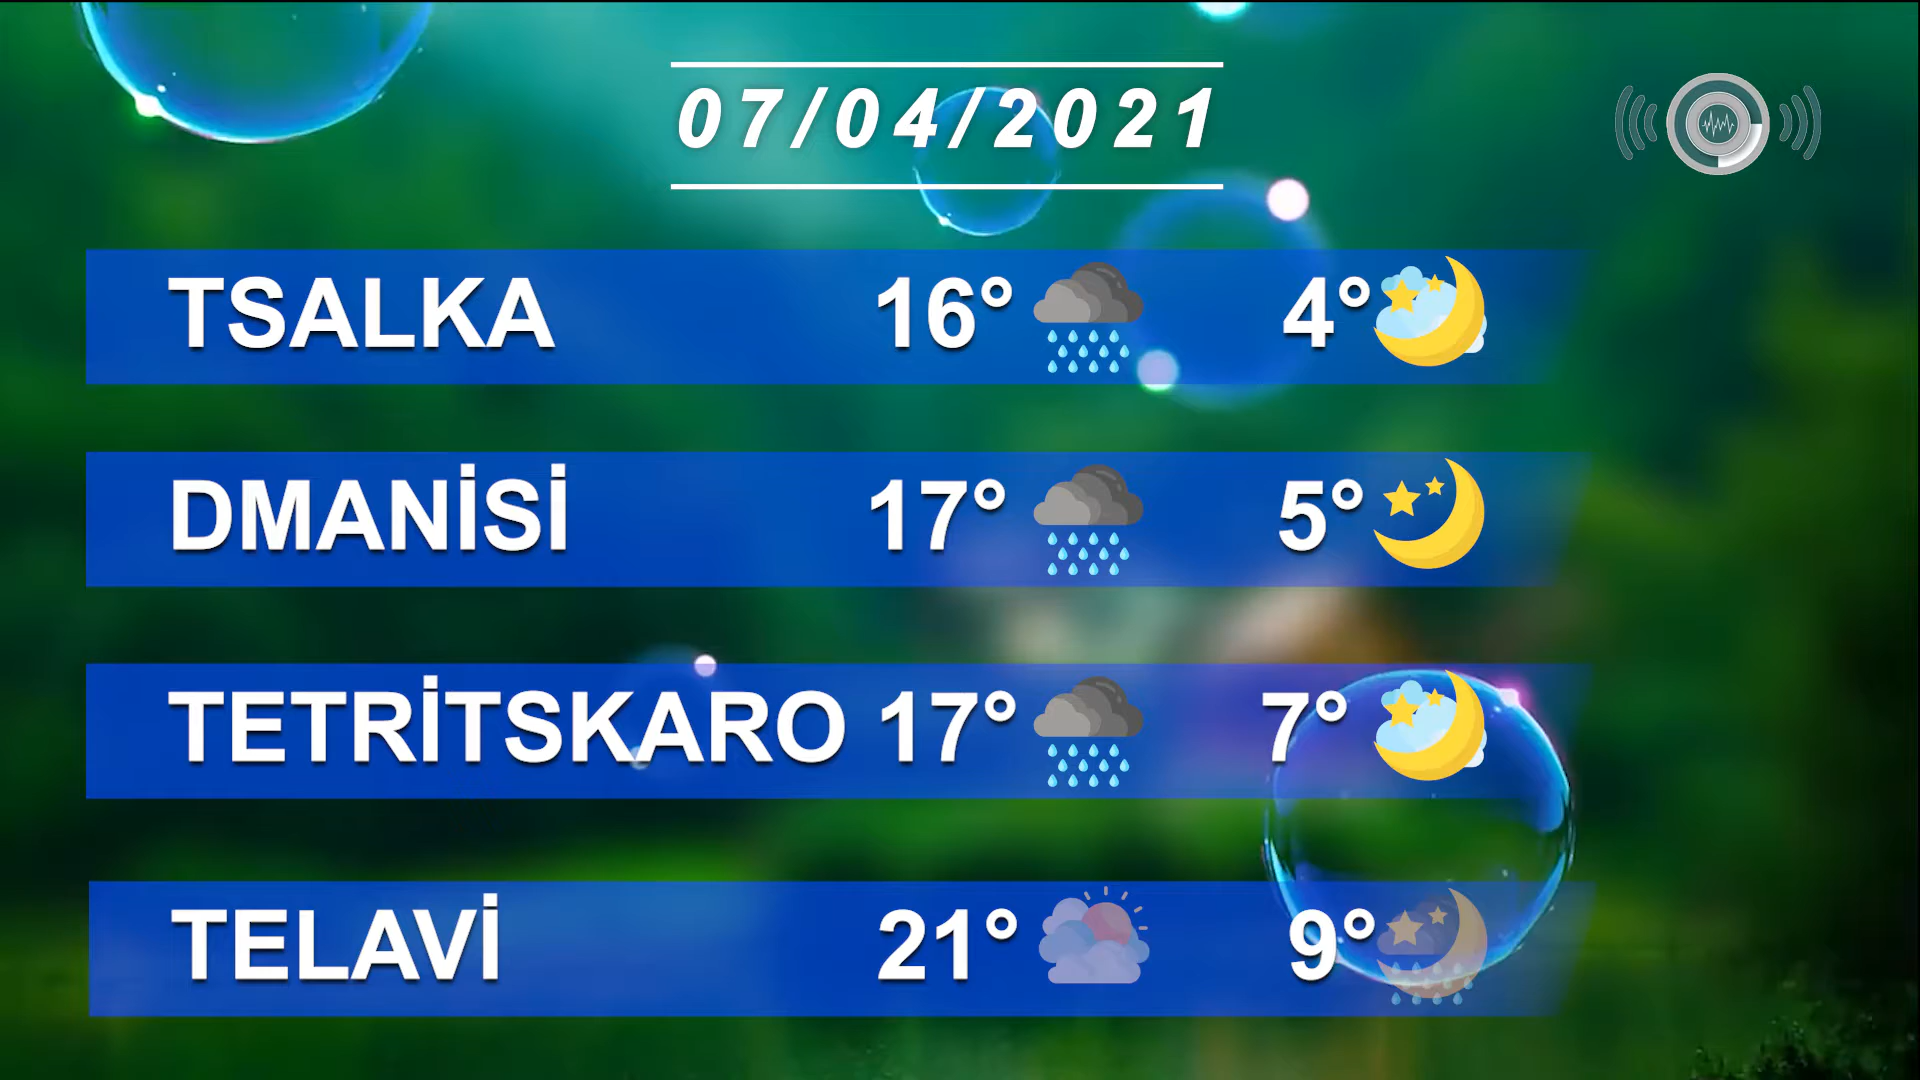 07/04/2021
TSALKA 16° 4°
DMANİSİ 17° 5°
TETRİTSKARO 17° 7°
TELAVİ 21° 9°